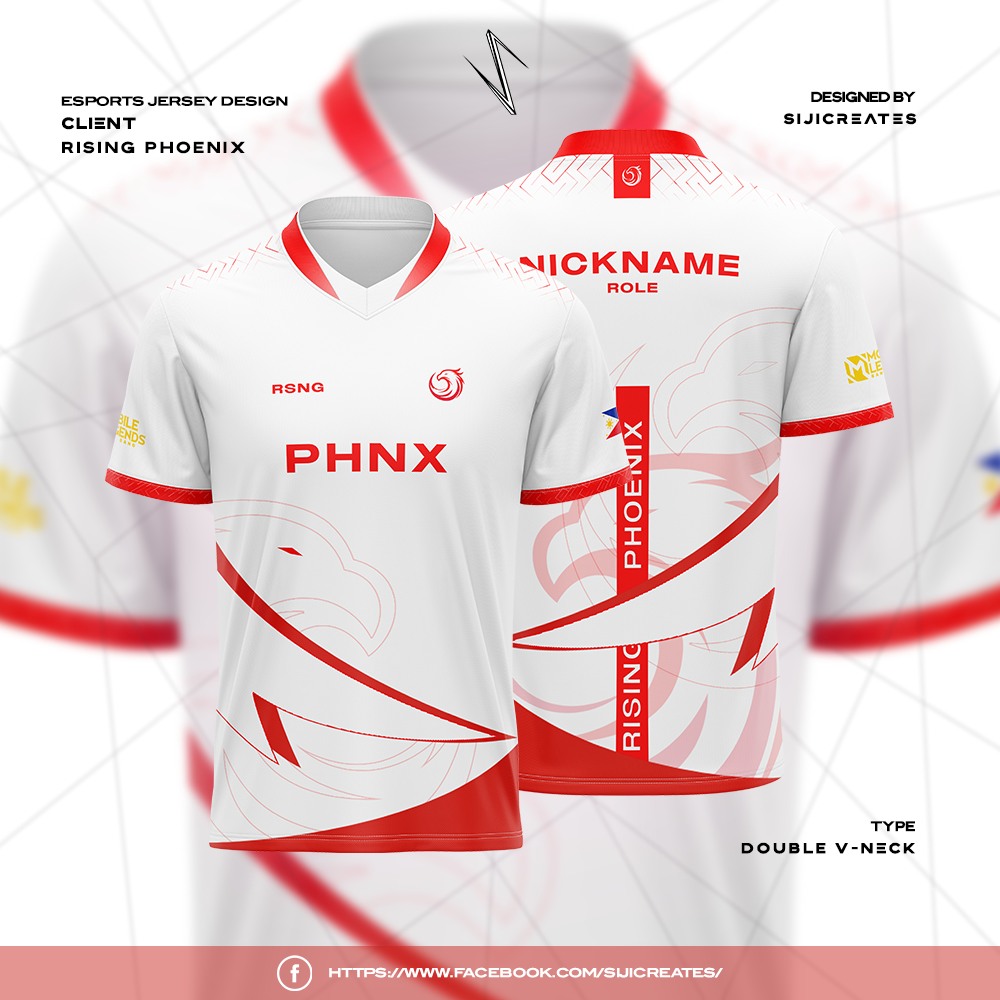 ESPORTS JERSEY DESIGN
CLIENT
RISING PHOENIX
DESIGNED BY
SIJICREATES
NICKNAME
ROLE
RSNG
PHNX
RISING PHOENIX
TYPE
DOUBLE V-NECK
HTTPS://WWW.FACEBOOK.COM/SIJICREATES/